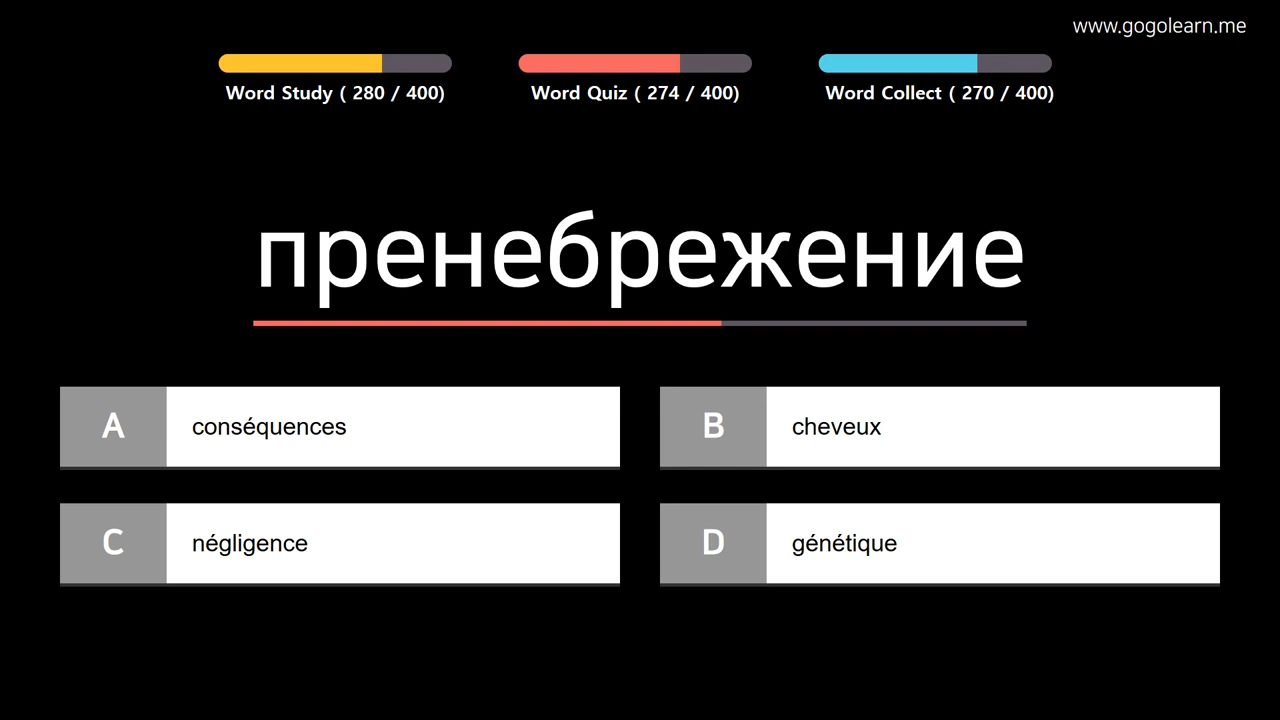 www.gogolearn.me
Word Study ( 280 / 400)
Word Quiz ( 274 / 400)
Word Collect ( 270 / 400)
пренебрежение
A
conséquences
B
cheveux
C
négligence
D
génétique